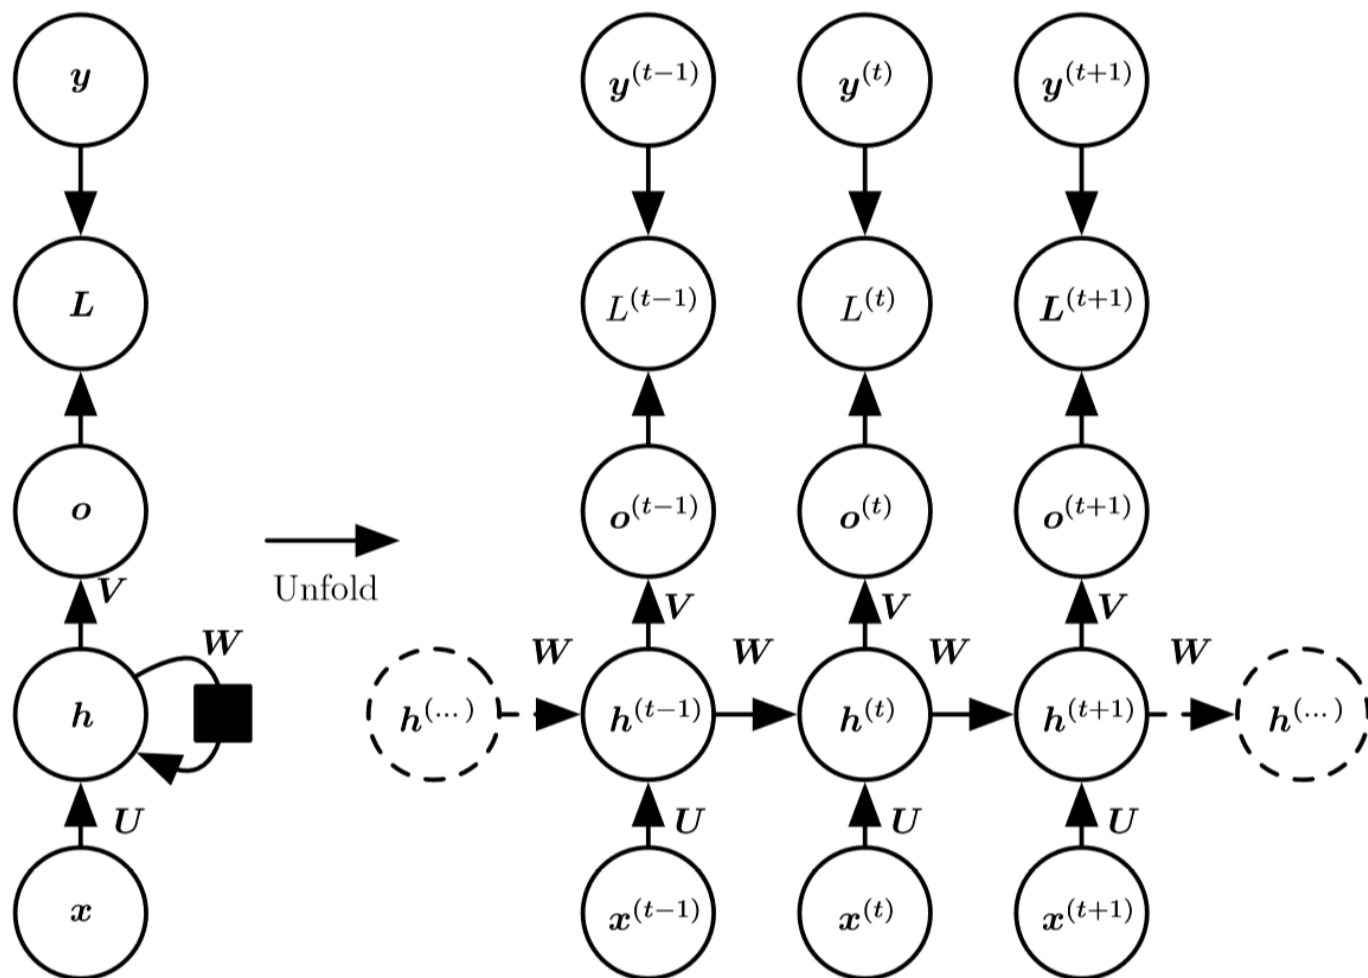 y y^(t−1) y^(t) y^(t+1)
L L^(t−1) L^(t) L^(t+1)
o o^(t−1) o^(t) o^(t+1)
Unfold
V V V V
W W W W W
h h^(...) h^(t−1) h^(t) h^(t+1) h^(...)
U U U U
x x^(t−1) x^(t) x^(t+1)